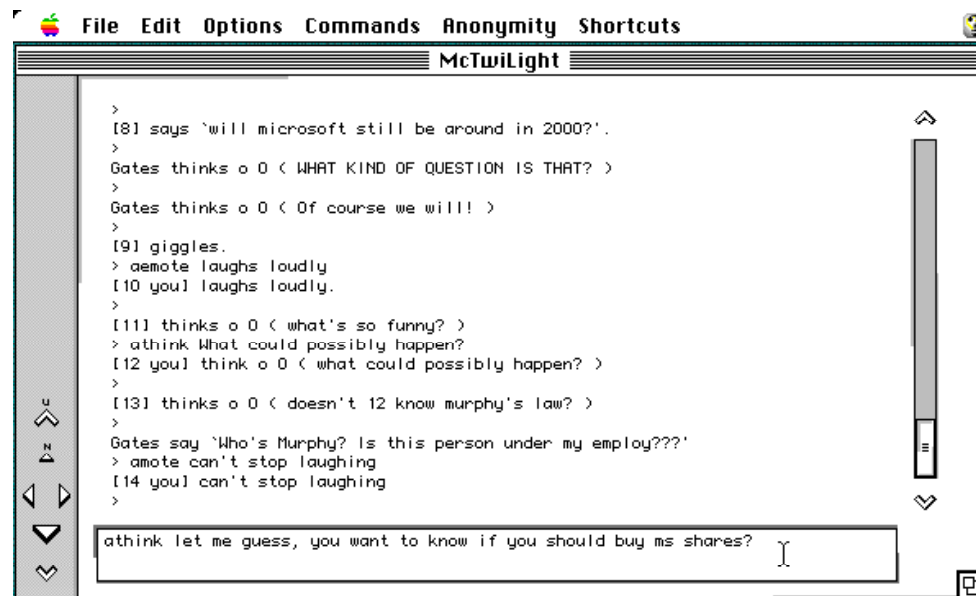 File Edit Options Commands Anonymity Shortcuts
McTwiLight
>
[8] says `will microsoft still be around in 2000?'.
>
Gates thinks o O ( WHAT KIND OF QUESTION IS THAT? )
>
Gates thinks o O ( Of course we will! )
>
[9] giggles.
> aemote laughs loudly
[10 you] laughs loudly.
>
[11] thinks o O ( what's so funny? )
> athink What could possibly happen?
[12 you] think o O ( what could possibly happen? )
>
[13] thinks o O ( doesn't 12 know murphy's law? )
>
Gates say `Who's Murphy? Is this person under my employ???'
> amote can't stop laughing
[14 you] can't stop laughing
>
U
N
athink let me guess, you want to know if you should buy ms shares?